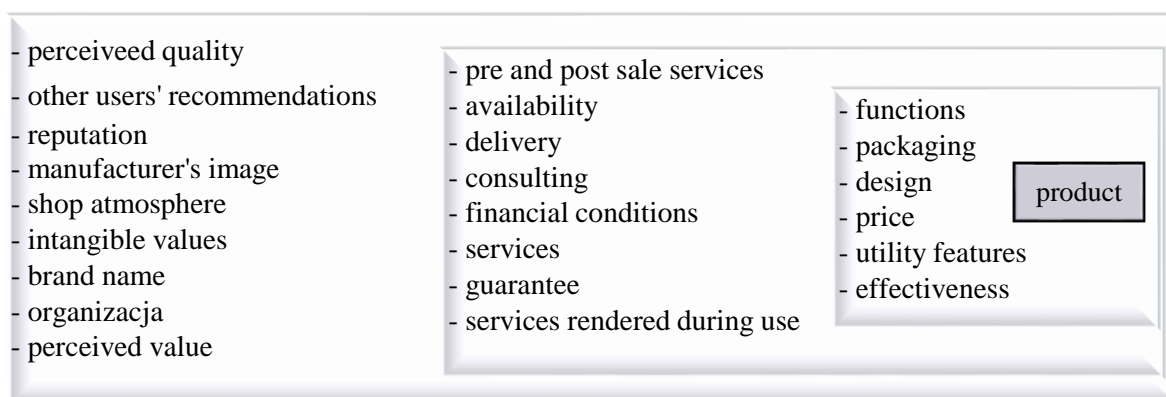 - perceiveed quality
- other users' recommendations
- reputation
- manufacturer's image
- shop atmosphere
- intangible values
- brand name
- organizacja
- perceived value
- pre and post sale services
- availability
- delivery
- consulting
- financial conditions
- services
- guarantee
- services rendered during use
- functions
- packaging
- design
- price
- utility features
- effectiveness
product